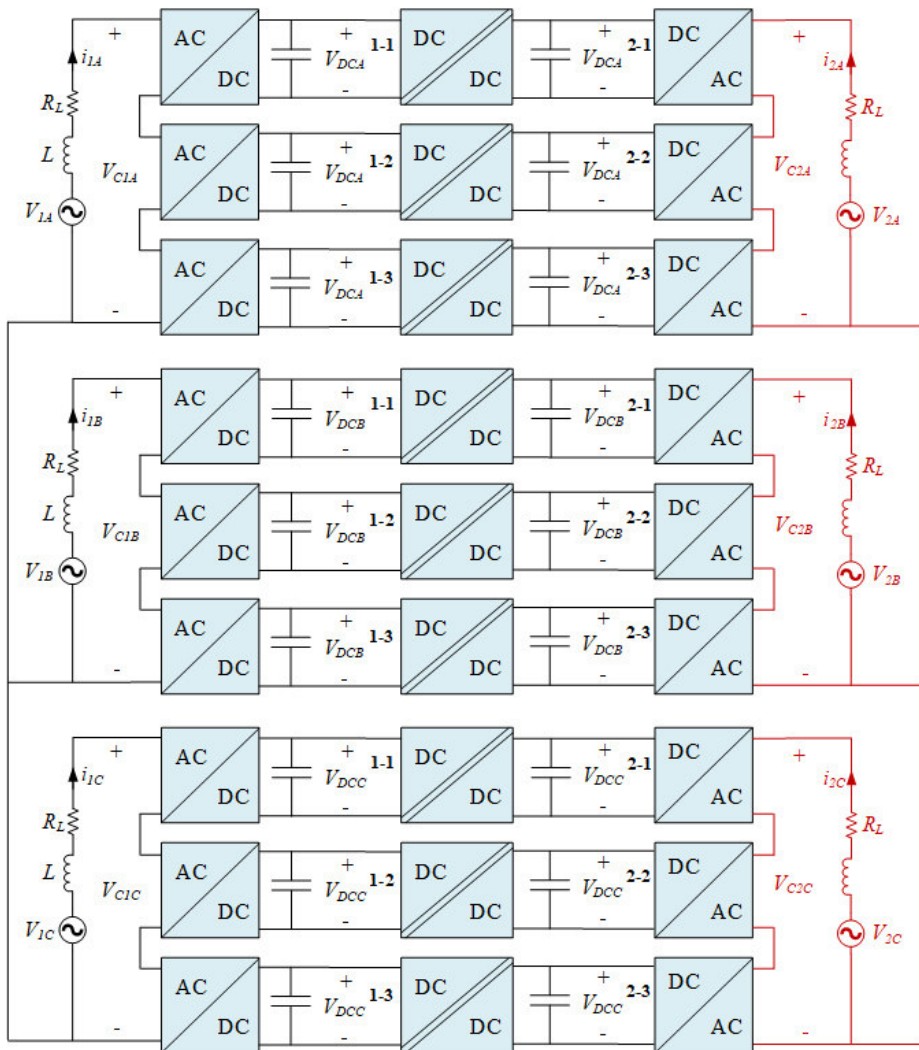 + AC 1-1 DC 2-1 DC +
i1A + + i2A
RL DC VDCA - DC VDCA - AC RL
L AC 1-2 DC 2-2 DC
VC1A + + VC2A
V1A DC VDCA - DC VDCA - AC V2A
AC 1-3 DC 2-3 DC
+ +
- DC VDCA - DC VDCA - AC -
+ AC 1-1 DC 2-1 DC +
i1B + + i2B
RL DC VDCB - DC VDCB - AC RL
L AC 1-2 DC 2-2 DC
VC1B + + VC2B
V1B DC VDCB - DC VDCB - AC V2B
AC 1-3 DC 2-3 DC
+ +
- DC VDCB - DC VDCB - AC -
+ AC 1-1 DC 2-1 DC +
i1C + + i2C
RL DC VDCC - DC VDCC - AC RL
L AC 1-2 DC 2-2 DC
VC1C + + VC2C
V1C DC VDCC - DC VDCC - AC V2C
AC 1-3 DC 2-3 DC
+ +
- DC VDCC - DC VDCC - AC -